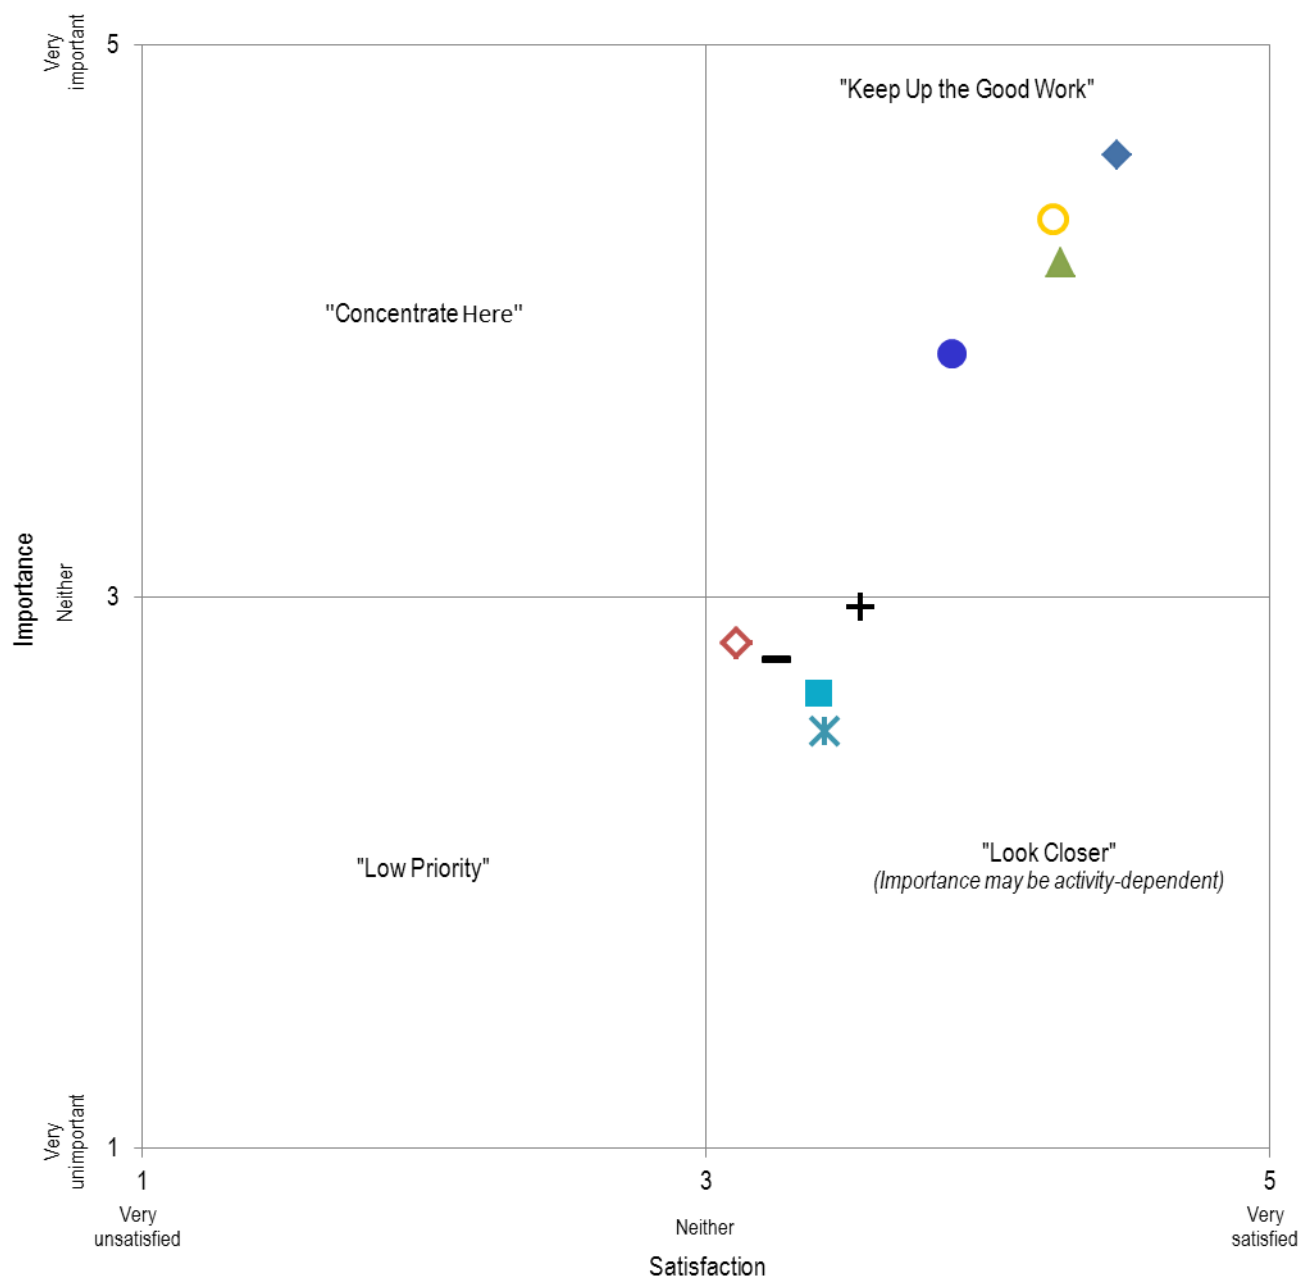 Very
important
5
"Keep Up the Good Work"
"Concentrate Here"
Importance
Neither
3
"Low Priority"
"Look Closer"
(Importance may be activity-dependent)
Very
unimportant
1
1
3
5
Very
unsatisfied
Neither
Very
satisfied
Satisfaction